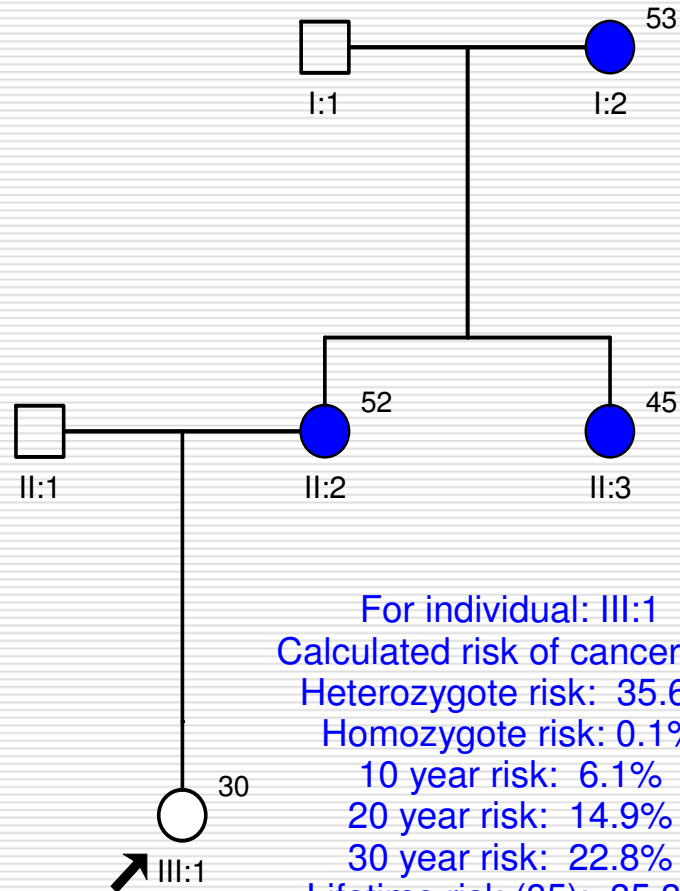 53
I:1
I:2
52
45
II:1
II:2
II:3
For individual: III:1
Calculated risk of cancer
Heterozygote risk: 35.6
Homozygote risk: 0.1%
10 year risk: 6.1%
20 year risk: 14.9%
30 year risk: 22.8%
30
III:1